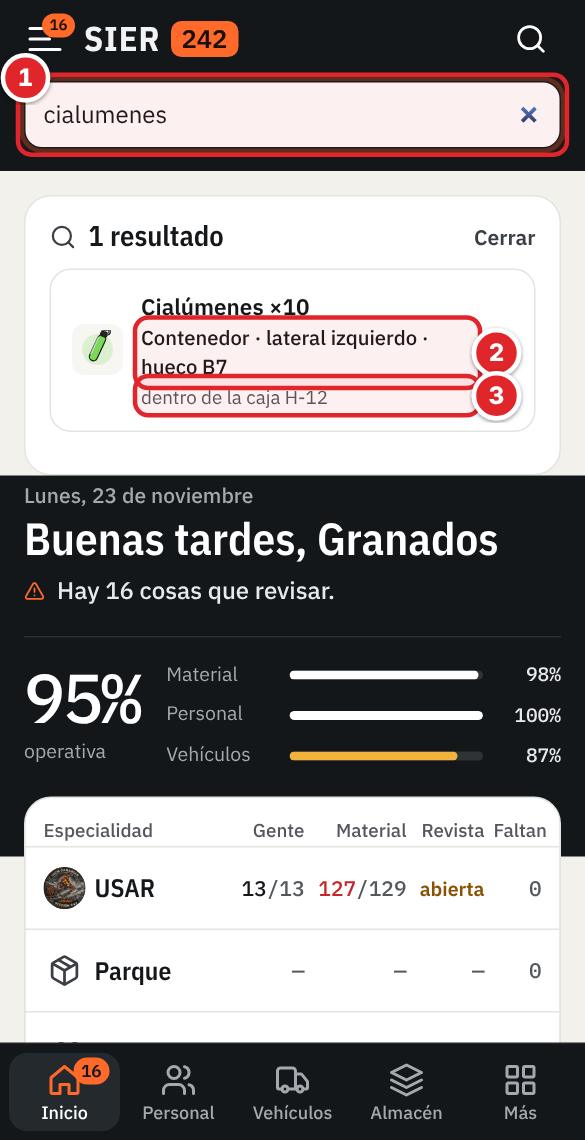 16
SIER 242
1
cialumenes
1 resultado
Cerrar
Cialúmenes ×10
Contenedor · lateral izquierdo ·
hueco B7
2
dentro de la caja H-12
3
Lunes, 23 de noviembre
Buenas tardes, Granados
Hay 16 cosas que revisar.
95%
operativa
Material 98%
Personal 100%
Vehículos 87%
Especialidad Gente Material Revista Faltan
USAR 13/13 127/129 abierta 0
Parque – – – 0
16
Inicio Personal Vehículos Almacén Más